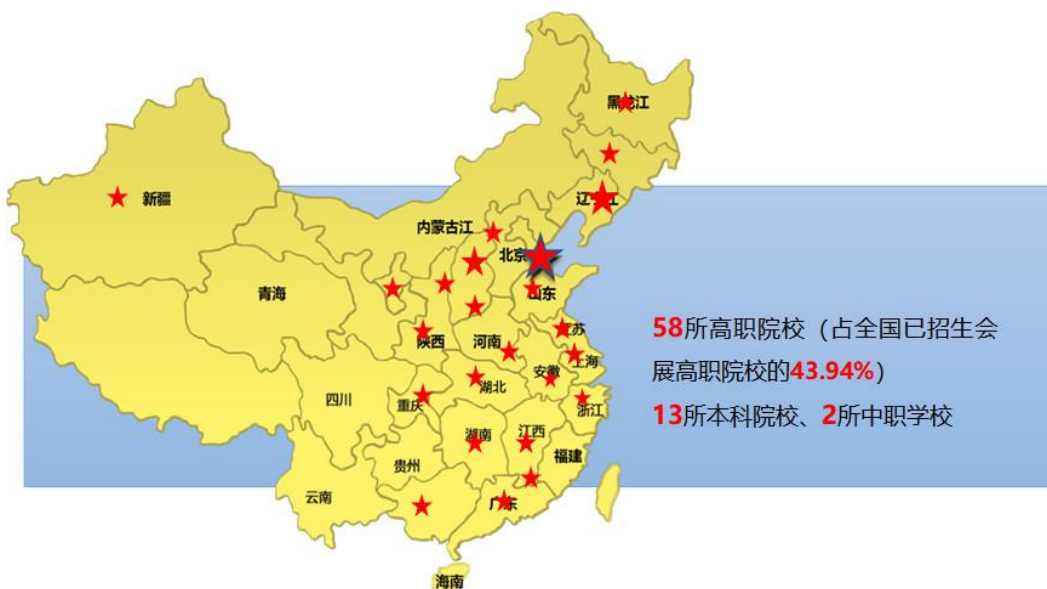 黑龙江
新疆
辽宁江
内蒙古江
北京
青海
山东
58所高职院校（占全国已招生会
展高职院校的43.94%）
13所本科院校、2所中职学校
江苏
陕西
河南
上海
安徽
湖北
四川
重庆
浙江
湖南
江西
福建
贵州
云南
广东
海南